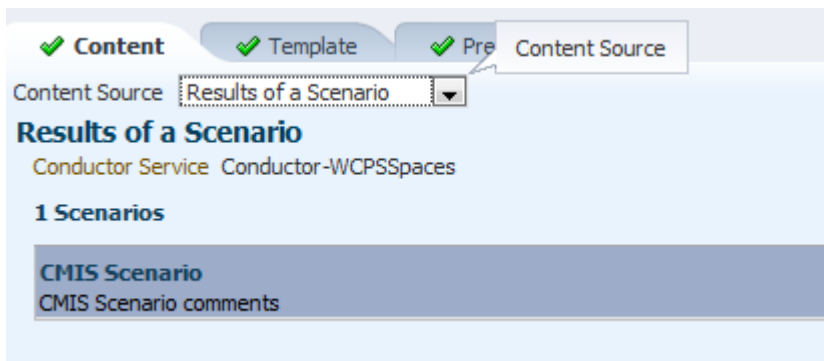 Content Template Pre Content Source
Content Source Results of a Scenario
Results of a Scenario
Conductor Service Conductor-WCPSSpaces
1 Scenarios
CMIS Scenario
CMIS Scenario comments